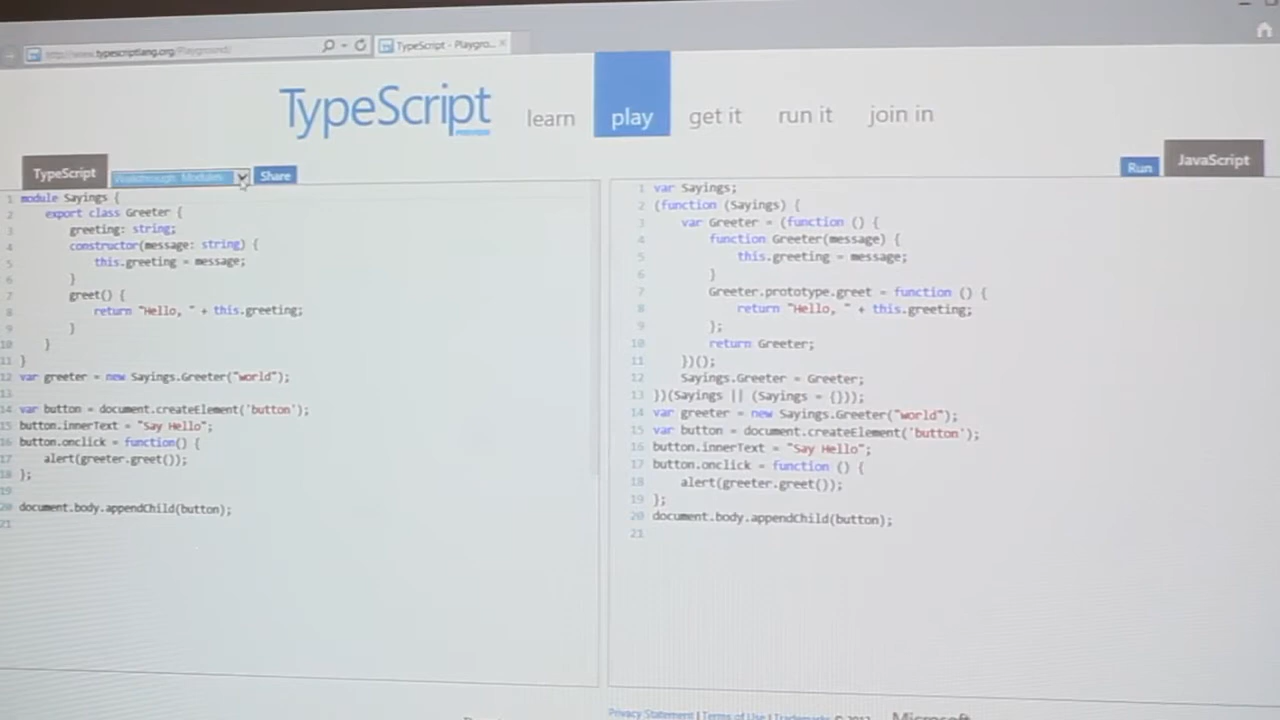 http://www.typescriptlang.org/Playground/
TypeScript - Playgro...
TypeScript
PREVIEW
learn
play
get it
run it
join in
TypeScript
Walkthrough: Modules
Share
Run
JavaScript
1 module Sayings {
2 export class Greeter {
3 greeting: string;
4 constructor(message: string) {
5 this.greeting = message;
6 }
7 greet() {
8 return "Hello, " + this.greeting;
9 }
10 }
11 }
12 var greeter = new Sayings.Greeter("world");
13
14 var button = document.createElement('button');
15 button.innerText = "Say Hello";
16 button.onclick = function() {
17 alert(greeter.greet());
18 };
19
20 document.body.appendChild(button);
21
1 var Sayings;
2 (function (Sayings) {
3 var Greeter = (function () {
4 function Greeter(message) {
5 this.greeting = message;
6 }
7 Greeter.prototype.greet = function () {
8 return "Hello, " + this.greeting;
9 };
10 return Greeter;
11 })();
12 Sayings.Greeter = Greeter;
13 })(Sayings || (Sayings = {}));
14 var greeter = new Sayings.Greeter("world");
15 var button = document.createElement('button');
16 button.innerText = "Say Hello";
17 button.onclick = function () {
18 alert(greeter.greet());
19 };
20 document.body.appendChild(button);
21
Privacy Statement | Terms of Use | Trademarks © 2012 Microsoft